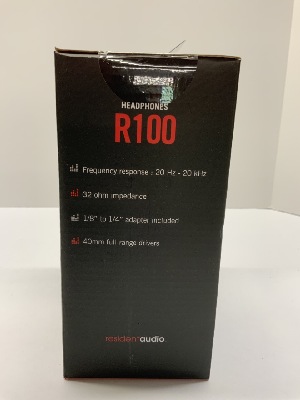 HEADPHONES
R100
Frequency response : 20 Hz - 20 kHz
32 ohm impedance
1/8" to 1/4" adapter included
40mm full range drivers
residentaudio